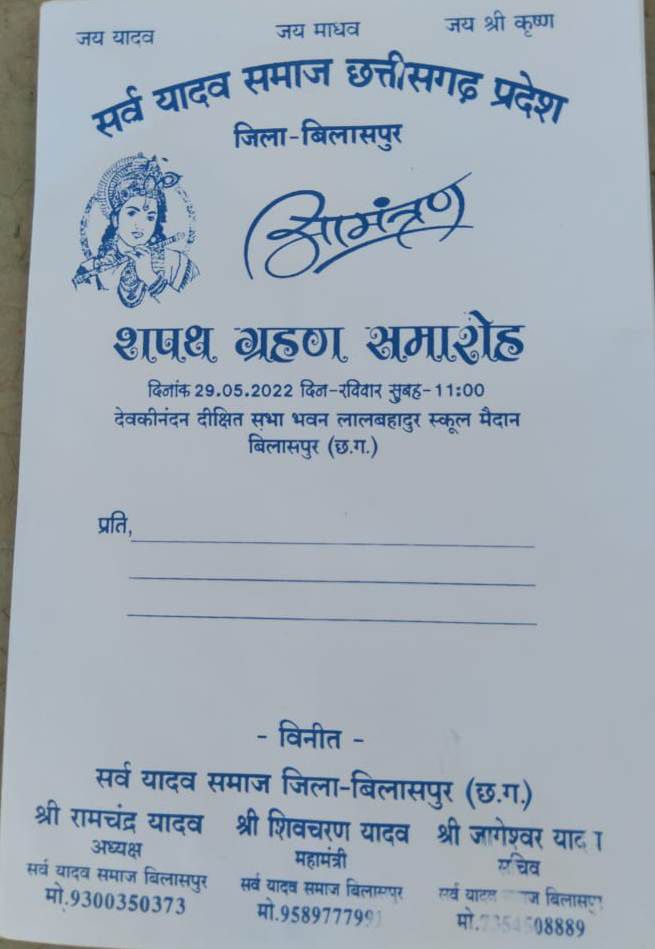 जय यादव जय माधव जय श्री कृष्ण
सर्व यादव समाज छत्तीसगढ़ प्रदेश
जिला-बिलासपुर
आमंत्रण
शपथ ग्रहण समारोह
दिनांक 29.05.2022 दिन-रविवार सुबह-11:00
देवकीनंदन दीक्षित सभा भवन लालबहादुर स्कूल मैदान
बिलासपुर (छ.ग.)
प्रति,
- विनीत -
सर्व यादव समाज जिला-बिलासपुर (छ.ग.)
श्री रामचंद्र यादव श्री शिवचरण यादव श्री जागेश्वर
अध्यक्ष महामंत्री सचिव
सर्व यादव समाज बिलासपुर सर्व यादव समाज बिलासपुर सर्व यादव
मो.9300350373 मो.